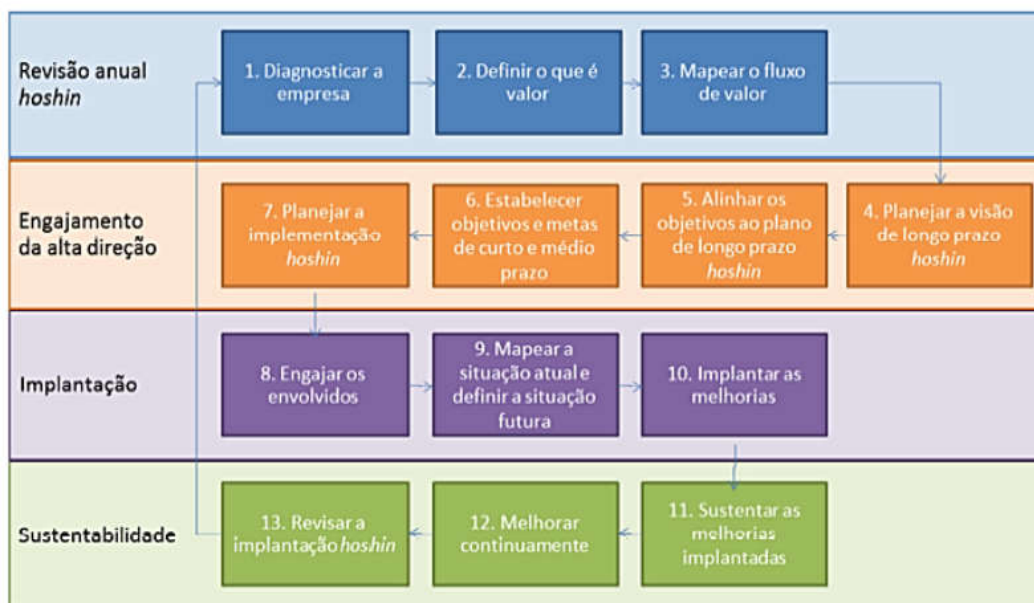 Revisão anual
hoshin
1. Diagnosticar a
empresa
2. Definir o que é
valor
3. Mapear o fluxo
de valor
Engajamento
da alta direção
4. Planejar a visão
de longo prazo
hoshin
5. Alinhar os
objetivos ao plano
de longo prazo
hoshin
6. Estabelecer
objetivos e metas
de curto e médio
prazo
7. Planejar a
implementação
hoshin
Implantação
8. Engajar os
envolvidos
9. Mapear a
situação atual e
definir a situação
futura
10. Implantar as
melhorias
Sustentabilidade
11. Sustentar as
melhorias
implantadas
12. Melhorar
continuamente
13. Revisar a
implantação hoshin